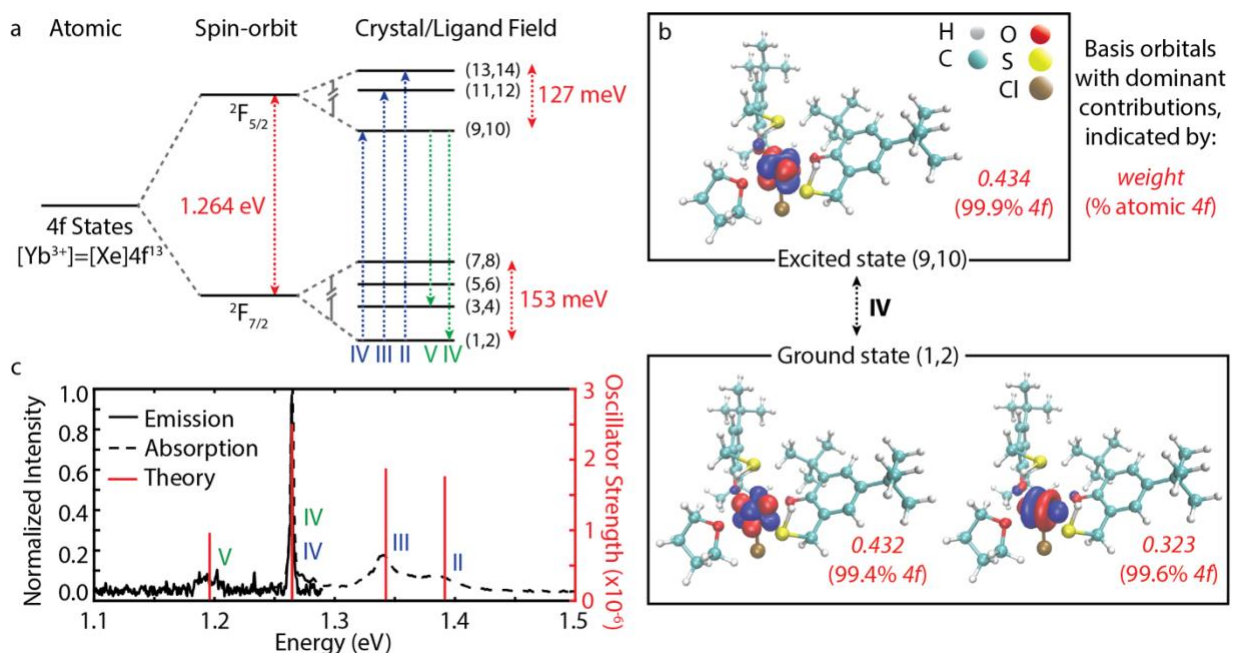 a
Atomic
Spin-orbit
Crystal/Ligand Field
(13,14)
(11,12)
127 meV
²F₅/₂
(9,10)
1.264 eV
4f States
[Yb³⁺]=[Xe]4f¹³
(7,8)
(5,6)
153 meV
(3,4)
²F₇/₂
(1,2)
IV III II V IV
b
H O
C S
Cl
0.434
(99.9% 4f)
Excited state (9,10)
Basis orbitals
with dominant
contributions,
indicated by:
weight
(% atomic 4f)
IV
Ground state (1,2)
0.432
(99.4% 4f)
0.323
(99.6% 4f)
c
Normalized Intensity
1.0
0.8
0.6
0.4
0.2
0.0
Emission
Absorption
Theory
V
IV
IV
III
II
3
2
1
0
Oscillator Strength (x10⁻⁶)
1.1 1.2 1.3 1.4 1.5
Energy (eV)